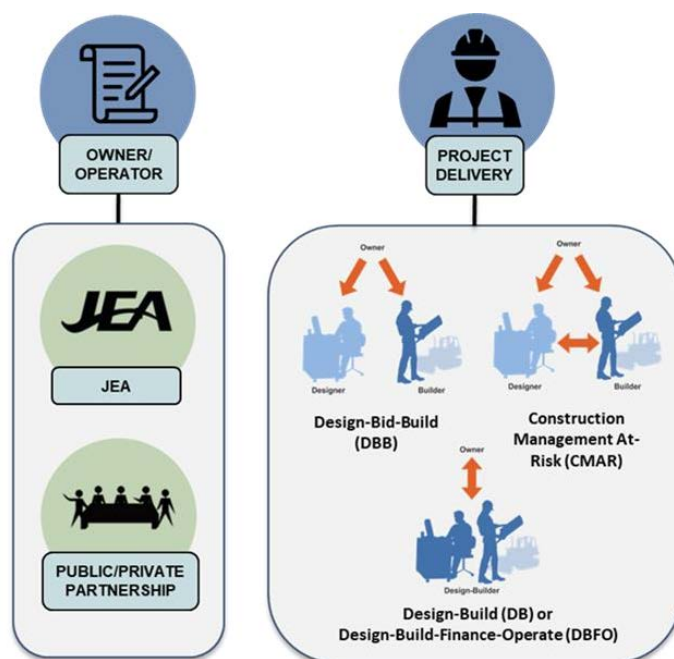 OWNER/
OPERATOR
JEA
JEA
PUBLIC/PRIVATE
PARTNERSHIP
PROJECT
DELIVERY
Owner
Designer
Builder
Design-Bid-Build
(DBB)
Owner
Designer
Builder
Construction
Management At-
Risk (CMAR)
Owner
Design-Builder
Design-Build (DB) or
Design-Build-Finance-Operate (DBFO)